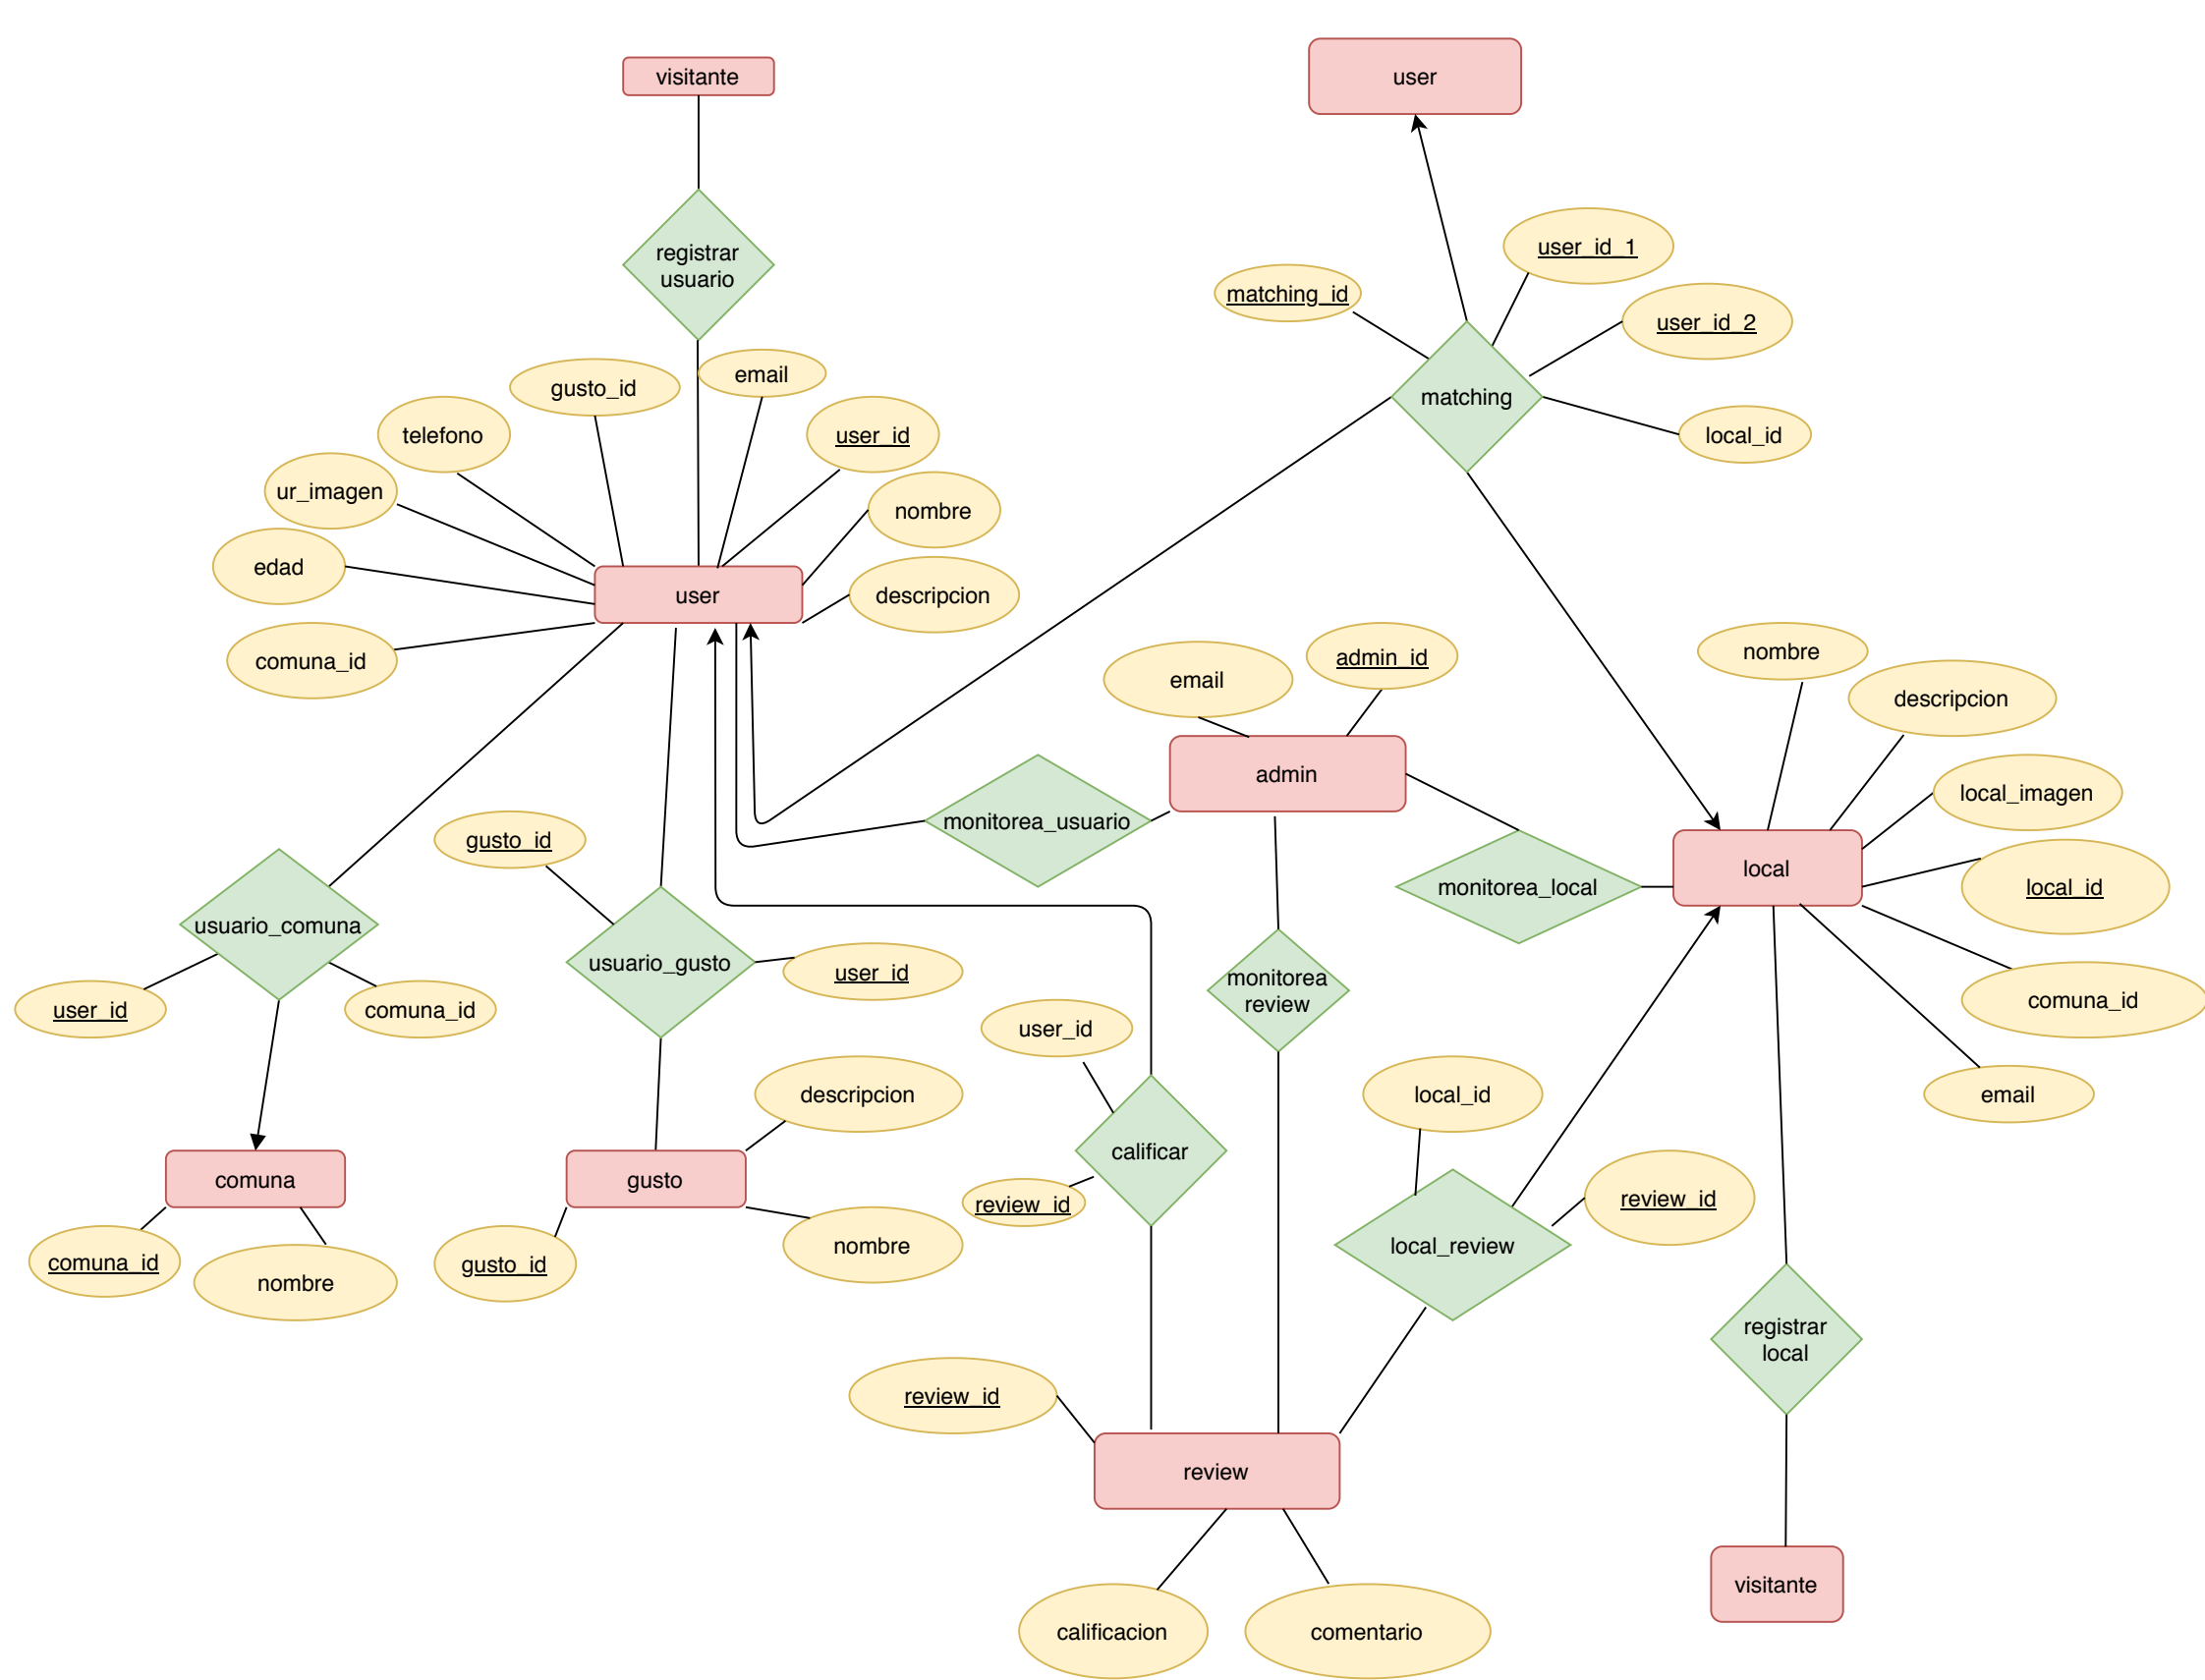 visitante
user
registrar
usuario
user_id_1
matching_id
user_id_2
gusto_id
email
matching
telefono
user_id
local_id
ur_imagen
nombre
edad
user
descripcion
comuna_id
email
admin_id
nombre
descripcion
admin
local_imagen
monitorea_usuario
gusto_id
local
monitorea_local
local_id
usuario_comuna
usuario_gusto
user_id
monitorea
review
user_id
comuna_id
user_id
comuna_id
descripcion
local_id
email
calificar
comuna
gusto
review_id
review_id
local_review
nombre
comuna_id
gusto_id
nombre
registrar
local
review_id
review
visitante
calificacion
comentario